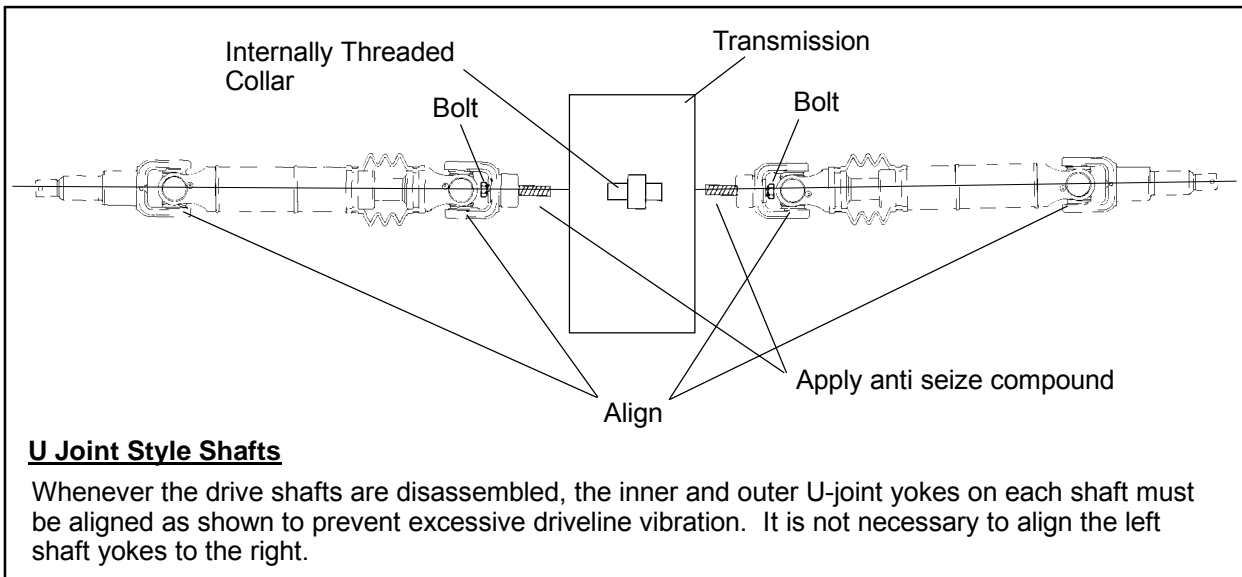 Internally Threaded
Collar
Transmission
Bolt
Bolt
Apply anti seize compound
Align
U Joint Style Shafts
Whenever the drive shafts are disassembled, the inner and outer U-joint yokes on each shaft must
be aligned as shown to prevent excessive driveline vibration.  It is not necessary to align the left
shaft yokes to the right.